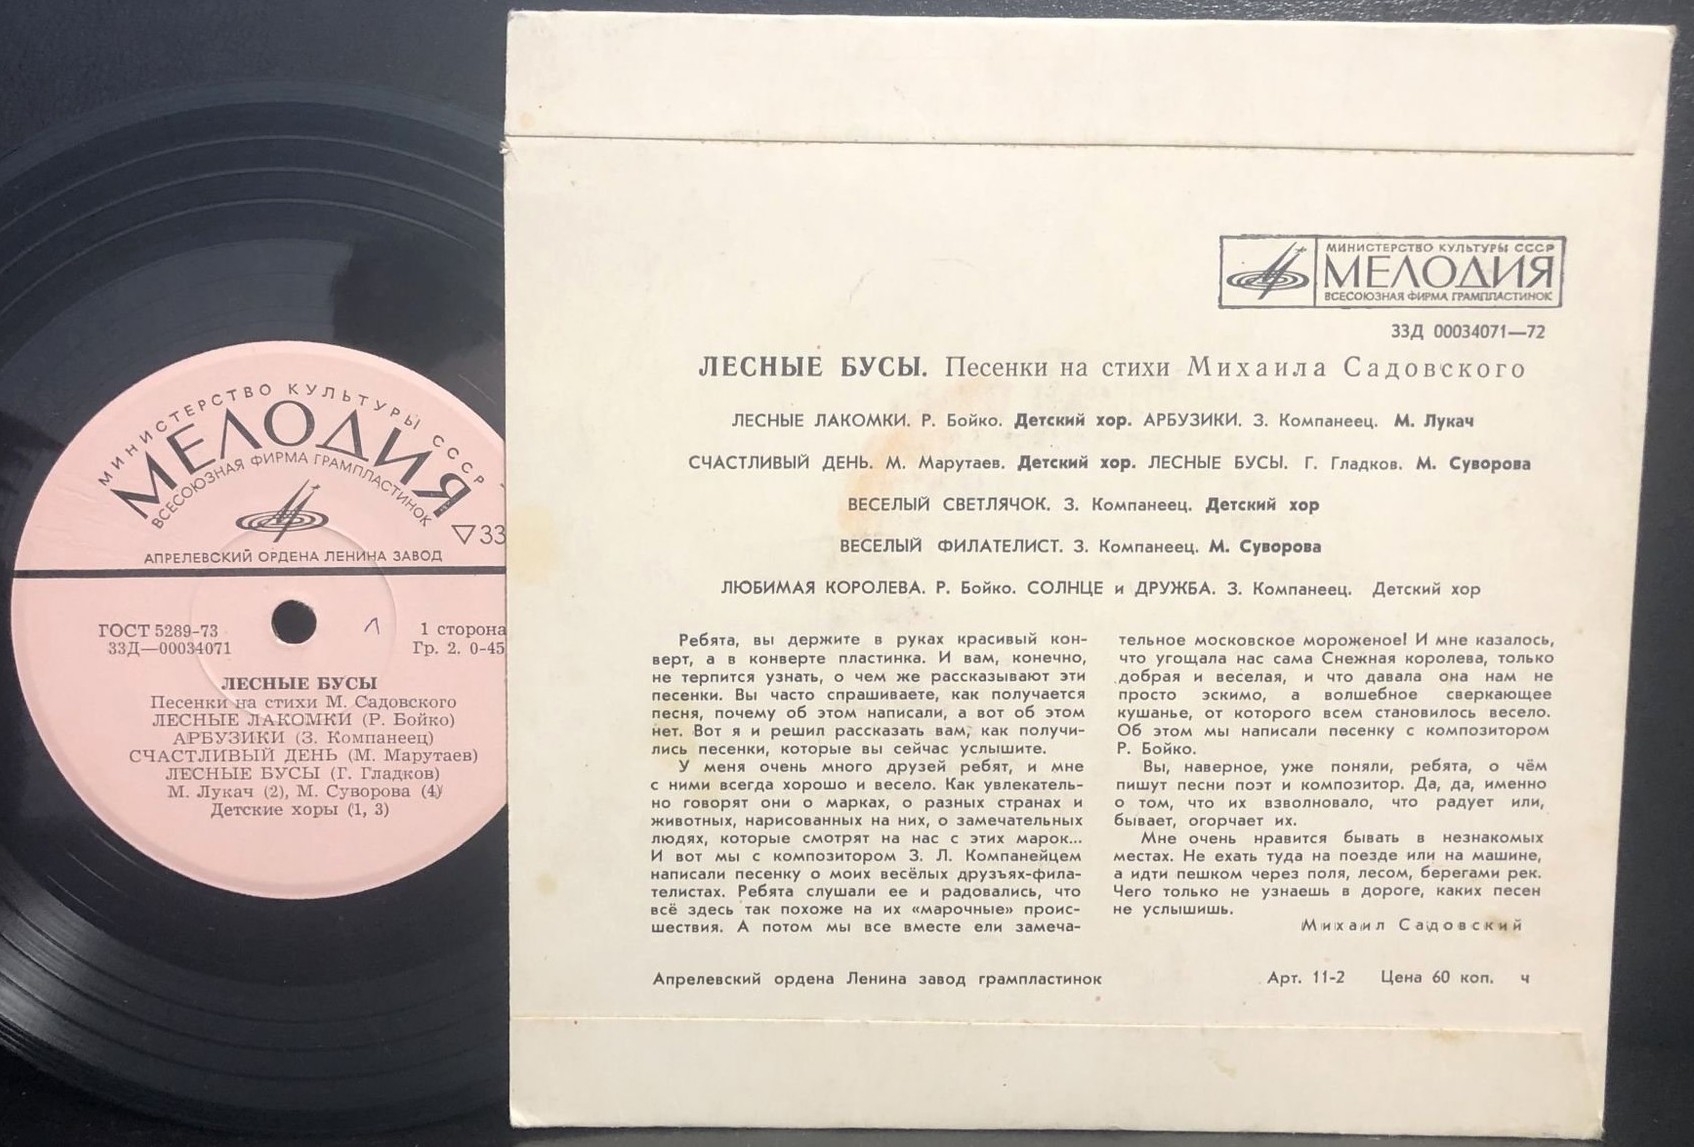 МИНИСТЕРСТВО КУЛЬТУРЫ СССР
МЕЛОДИЯ
ВСЕСОЮЗНАЯ ФИРМА ГРАМПЛАСТИНОК
▽33
АПРЕЛЕВСКИЙ ОРДЕНА ЛЕНИНА ЗАВОД
ГОСТ 5289-73
33Д—00034071
1
1 сторона
Гр. 2. 0-45
ЛЕСНЫЕ БУСЫ
Песенки на стихи М. Садовского
ЛЕСНЫЕ ЛАКОМКИ (Р. Бойко)
АРБУЗИКИ (З. Компанеец)
СЧАСТЛИВЫЙ ДЕНЬ (М. Марутаев)
ЛЕСНЫЕ БУСЫ (Г. Гладков)
М. Лукач (2), М. Суворова (4)
Детские хоры (1, 3)
МИНИСТЕРСТВО КУЛЬТУРЫ СССР
МЕЛОДИЯ
ВСЕСОЮЗНАЯ ФИРМА ГРАМПЛАСТИНОК
33Д 00034071—72
ЛЕСНЫЕ БУСЫ. Песенки на стихи Михаила Садовского
ЛЕСНЫЕ ЛАКОМКИ. Р. Бойко. Детский хор. АРБУЗИКИ. З. Компанеец. М. Лукач
СЧАСТЛИВЫЙ ДЕНЬ. М. Марутаев. Детский хор. ЛЕСНЫЕ БУСЫ. Г. Гладков. М. Суворова
ВЕСЕЛЫЙ СВЕТЛЯЧОК. З. Компанеец. Детский хор
ВЕСЕЛЫЙ ФИЛАТЕЛИСТ. З. Компанеец. М. Суворова
ЛЮБИМАЯ КОРОЛЕВА. Р. Бойко. СОЛНЦЕ и ДРУЖБА. З. Компанеец. Детский хор
Ребята, вы держите в руках красивый кон-
верт, а в конверте пластинка. И вам, конечно,
не терпится узнать, о чем же рассказывают эти
песенки. Вы часто спрашиваете, как получается
песня, почему об этом написали, а вот об этом
нет. Вот я и решил рассказать вам, как получи-
лись песенки, которые вы сейчас услышите.
У меня очень много друзей ребят, и мне
с ними всегда хорошо и весело. Как увлекатель-
но говорят они о марках, о разных странах и
животных, нарисованных на них, о замечательных
людях, которые смотрят на нас с этих марок...
И вот мы с композитором З. Л. Компанейцем
написали песенку о моих весёлых друзьях-фила-
телистах. Ребята слушали ее и радовались, что
всё здесь так похоже на их «марочные» проис-
шествия. А потом мы все вместе ели замеча-
тельное московское мороженое! И мне казалось,
что угощала нас сама Снежная королева, только
добрая и веселая, и что давала она нам не
просто эскимо, а волшебное сверкающее
кушанье, от которого всем становилось весело.
Об этом мы написали песенку с композитором
Р. Бойко.
Вы, наверное, уже поняли, ребята, о чём
пишут песни поэт и композитор. Да, да, именно
о том, что их взволновало, что радует или,
бывает, огорчает их.
Мне очень нравится бывать в незнакомых
местах. Не ехать туда на поезде или на машине,
а идти пешком через поля, лесом, берегами рек.
Чего только не узнаешь в дороге, каких песен
не услышишь.
Михаил Садовский
Апрелевский ордена Ленина завод грампластинок
Арт. 11-2 Цена 60 коп. ч